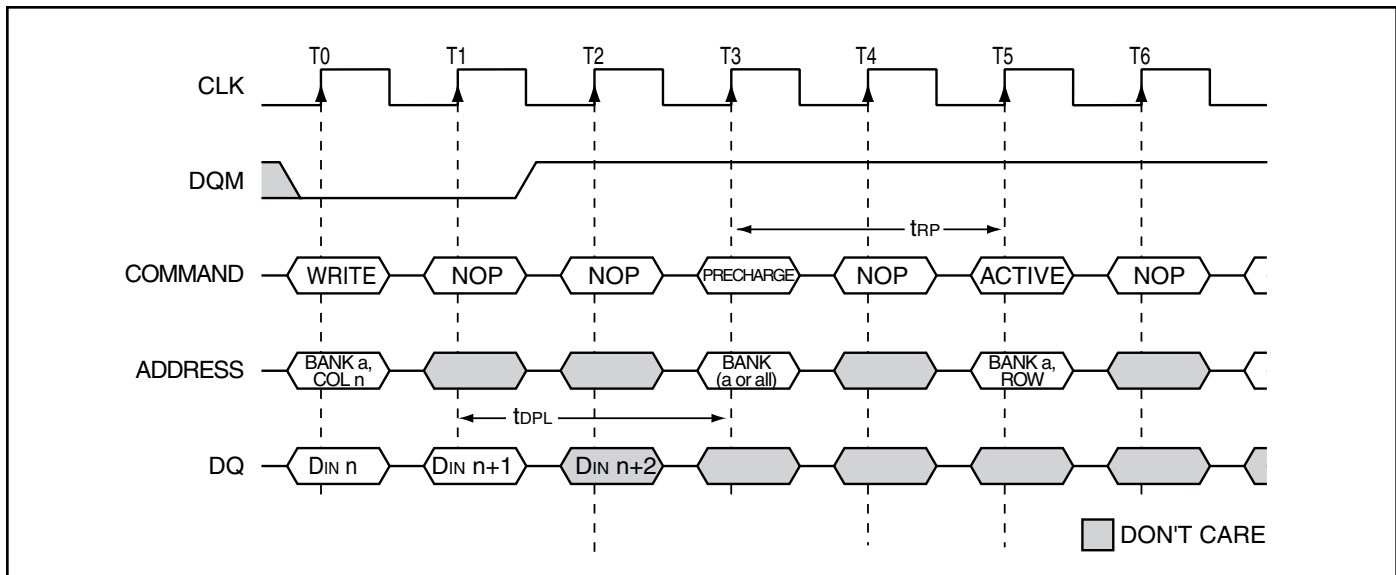 T0 T1 T2 T3 T4 T5 T6
CLK
DQM
tRP
COMMAND WRITE NOP NOP PRECHARGE NOP ACTIVE NOP
ADDRESS BANK a, COL n BANK (a or all) BANK a, ROW
tDPL
DQ DIN n DIN n+1 DIN n+2
DON'T CARE